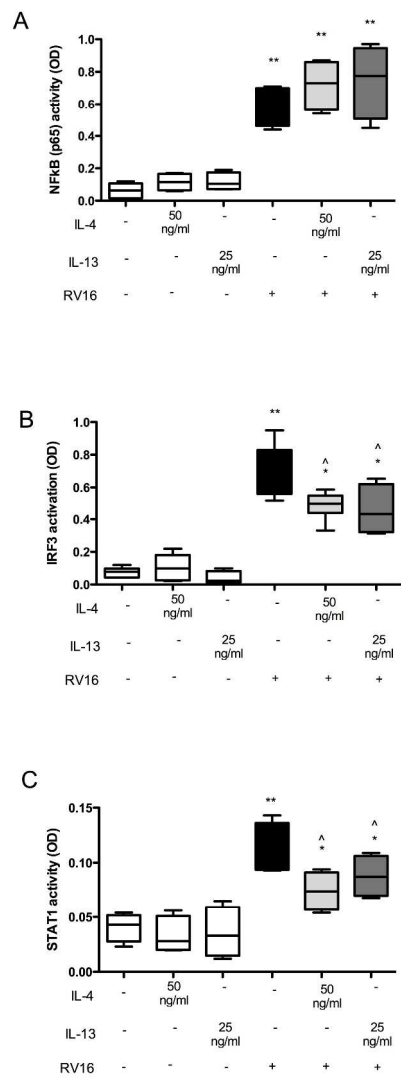 A
NFkB (p65) activity (OD)
1.0
0.8
0.6
0.4
0.2
0.0
** ** **
IL-4 - 50 ng/ml - - 50 ng/ml -
IL-13 - - 25 ng/ml - - 25 ng/ml
RV16 - - - + + +
B
IRF3 activation (OD)
1.0
0.8
0.6
0.4
0.2
0.0
** ^ * ^ *
IL-4 - 50 ng/ml - - 50 ng/ml -
IL-13 - - 25 ng/ml - - 25 ng/ml
RV16 - - - + + +
C
STAT1 activity (OD)
0.15
0.10
0.05
0.00
** ^ * ^ *
IL-4 - 50 ng/ml - - 50 ng/ml -
IL-13 - - 25 ng/ml - - 25 ng/ml
RV16 - - - + + +